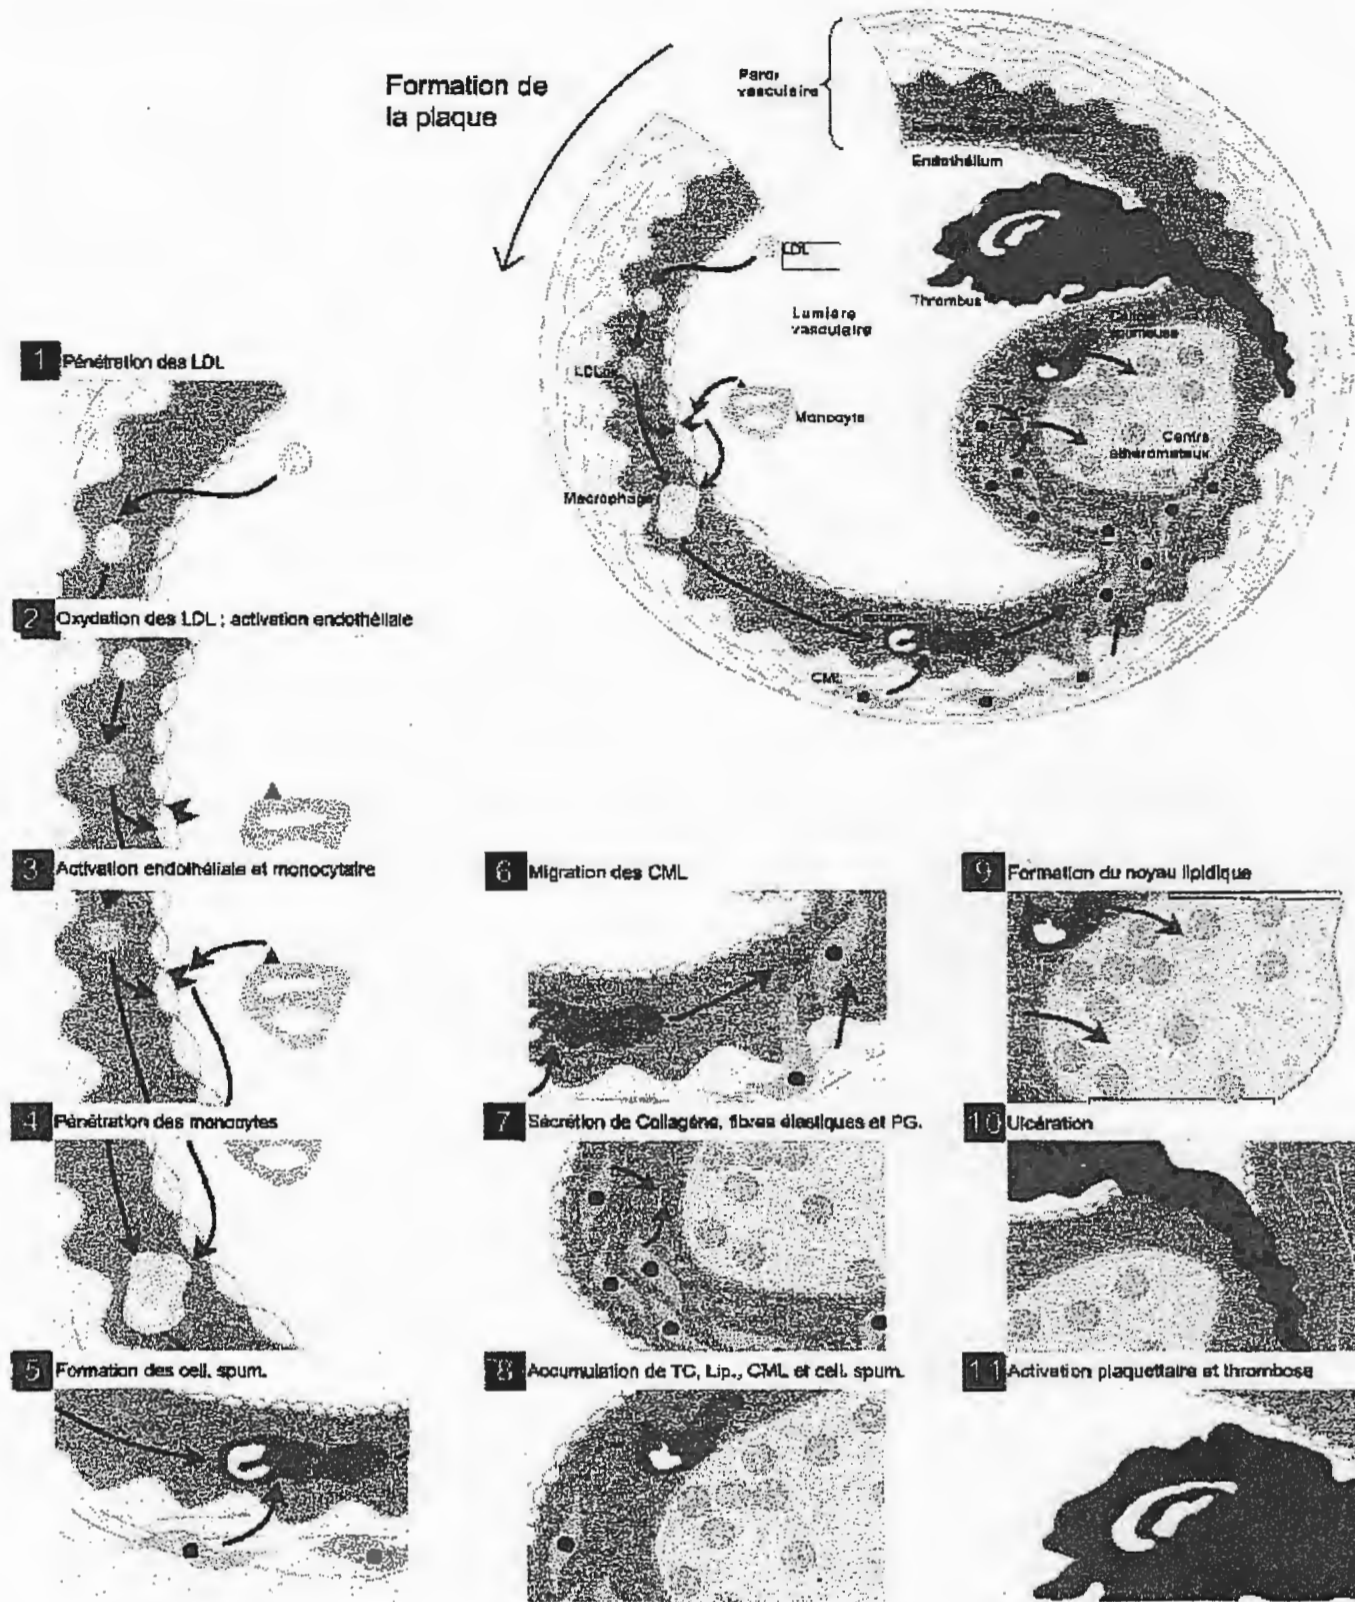 Formation de
la plaque
Paroi
vasculaire
Endothélium
LDL
Thrombus
Lumière
vasculaire
Cellule
spumeuse
LDLox
Monocyte
Centre
athéromateux
Macrophage
CML
1 Pénétration des LDL
2 Oxydation des LDL ; activation endothéliale
3 Activation endothéliale et monocytaire
4 Pénétration des monocytes
5 Formation des cell. spum.
6 Migration des CML
7 Sécrétion de Collagène, fibres élastiques et PG.
8 Accumulation de TC, Lip., CML et cell. spum.
9 Formation du noyau lipidique
10 Ulcération
11 Activation plaquettaire et thrombose